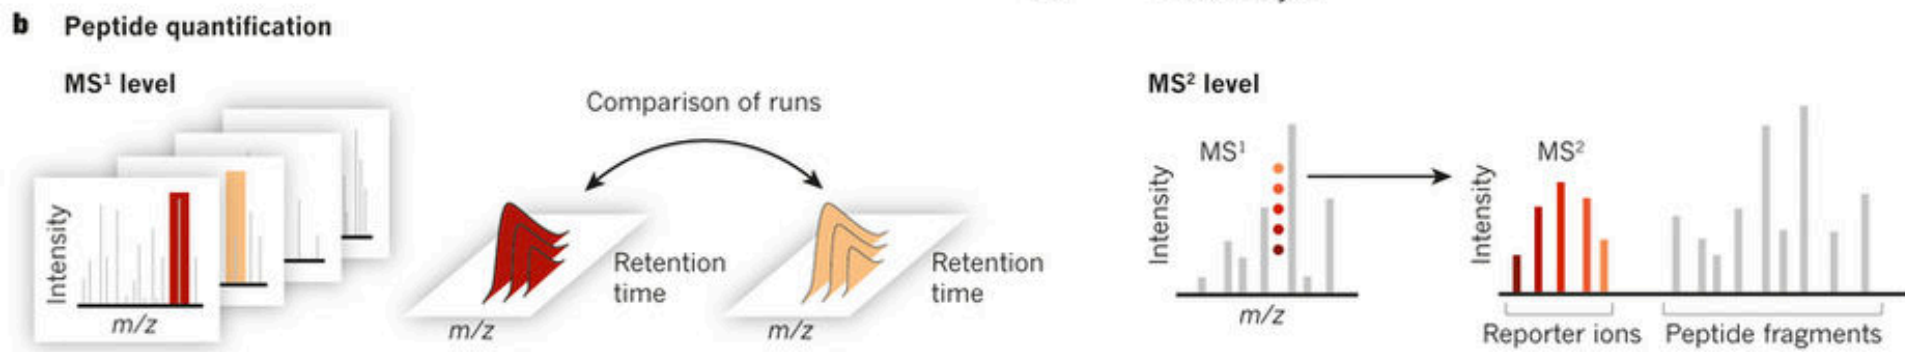 b Peptide quantification
MS¹ level
Comparison of runs
Intensity
m/z
m/z
Retention
time
m/z
Retention
time
MS² level
MS¹
Intensity
m/z
MS²
Intensity
Reporter ions
Peptide fragments